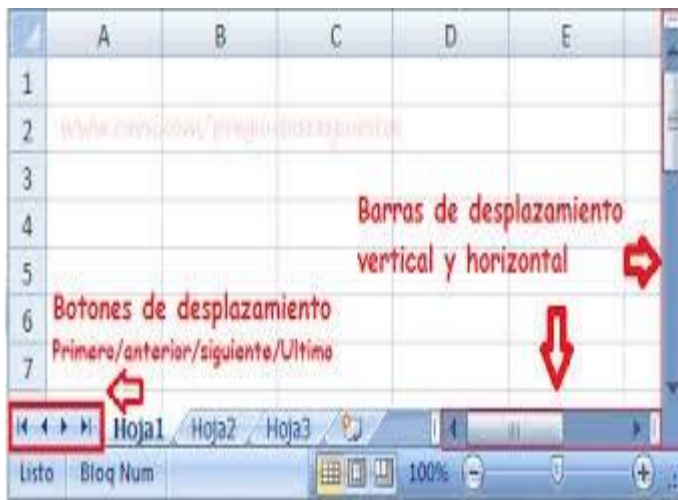 A B C D E
1
2
3
4
5
6
7
Barras de desplazamiento
vertical y horizontal
Botones de desplazamiento
Primero/anterior/siguiente/Ultimo
Hoja1 Hoja2 Hoja3
Listo Bloq Num 100%